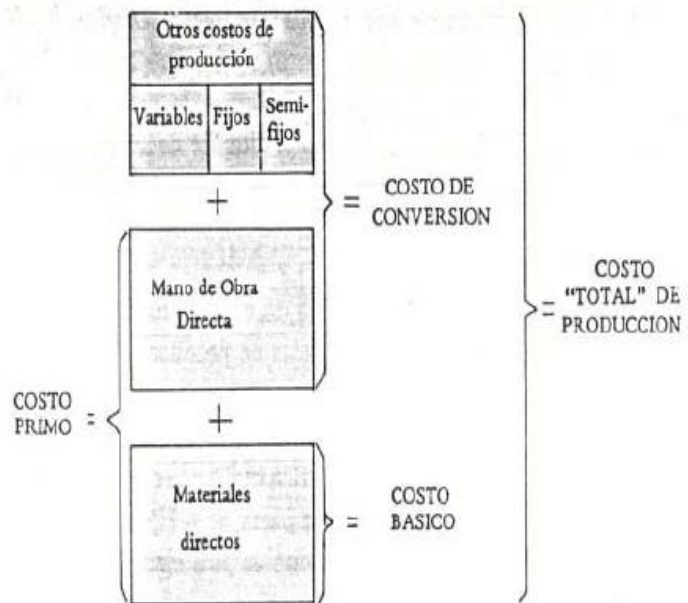 Otros costos de
producción
Variables Fijos Semi-
fijos
+
= COSTO DE
CONVERSION
Mano de Obra
Directa
= COSTO
"TOTAL" DE
PRODUCCION
COSTO
PRIMO =
+
Materiales
directos
= COSTO
BASICO